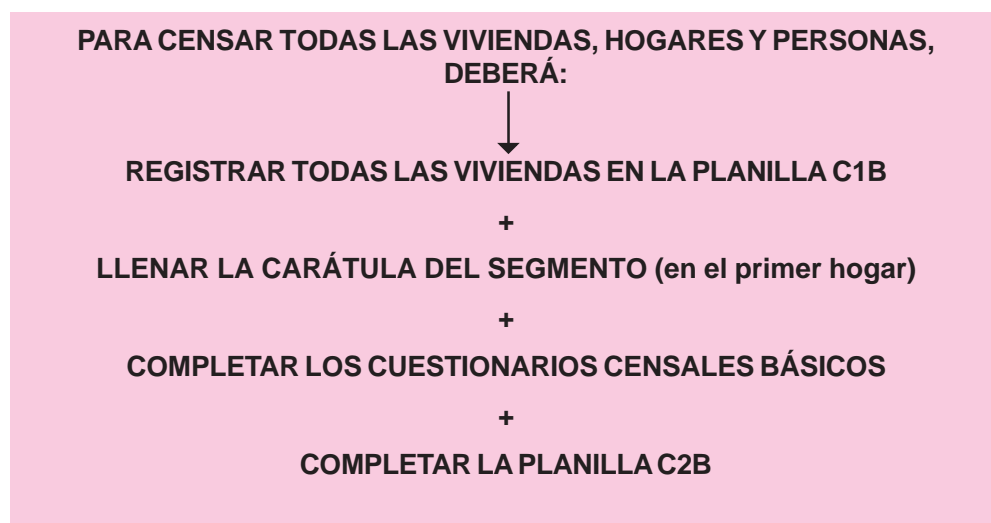 PARA CENSAR TODAS LAS VIVIENDAS, HOGARES Y PERSONAS,
DEBERÁ:
REGISTRAR TODAS LAS VIVIENDAS EN LA PLANILLA C1B
+
LLENAR LA CARÁTULA DEL SEGMENTO (en el primer hogar)
+
COMPLETAR LOS CUESTIONARIOS CENSALES BÁSICOS
+
COMPLETAR LA PLANILLA C2B